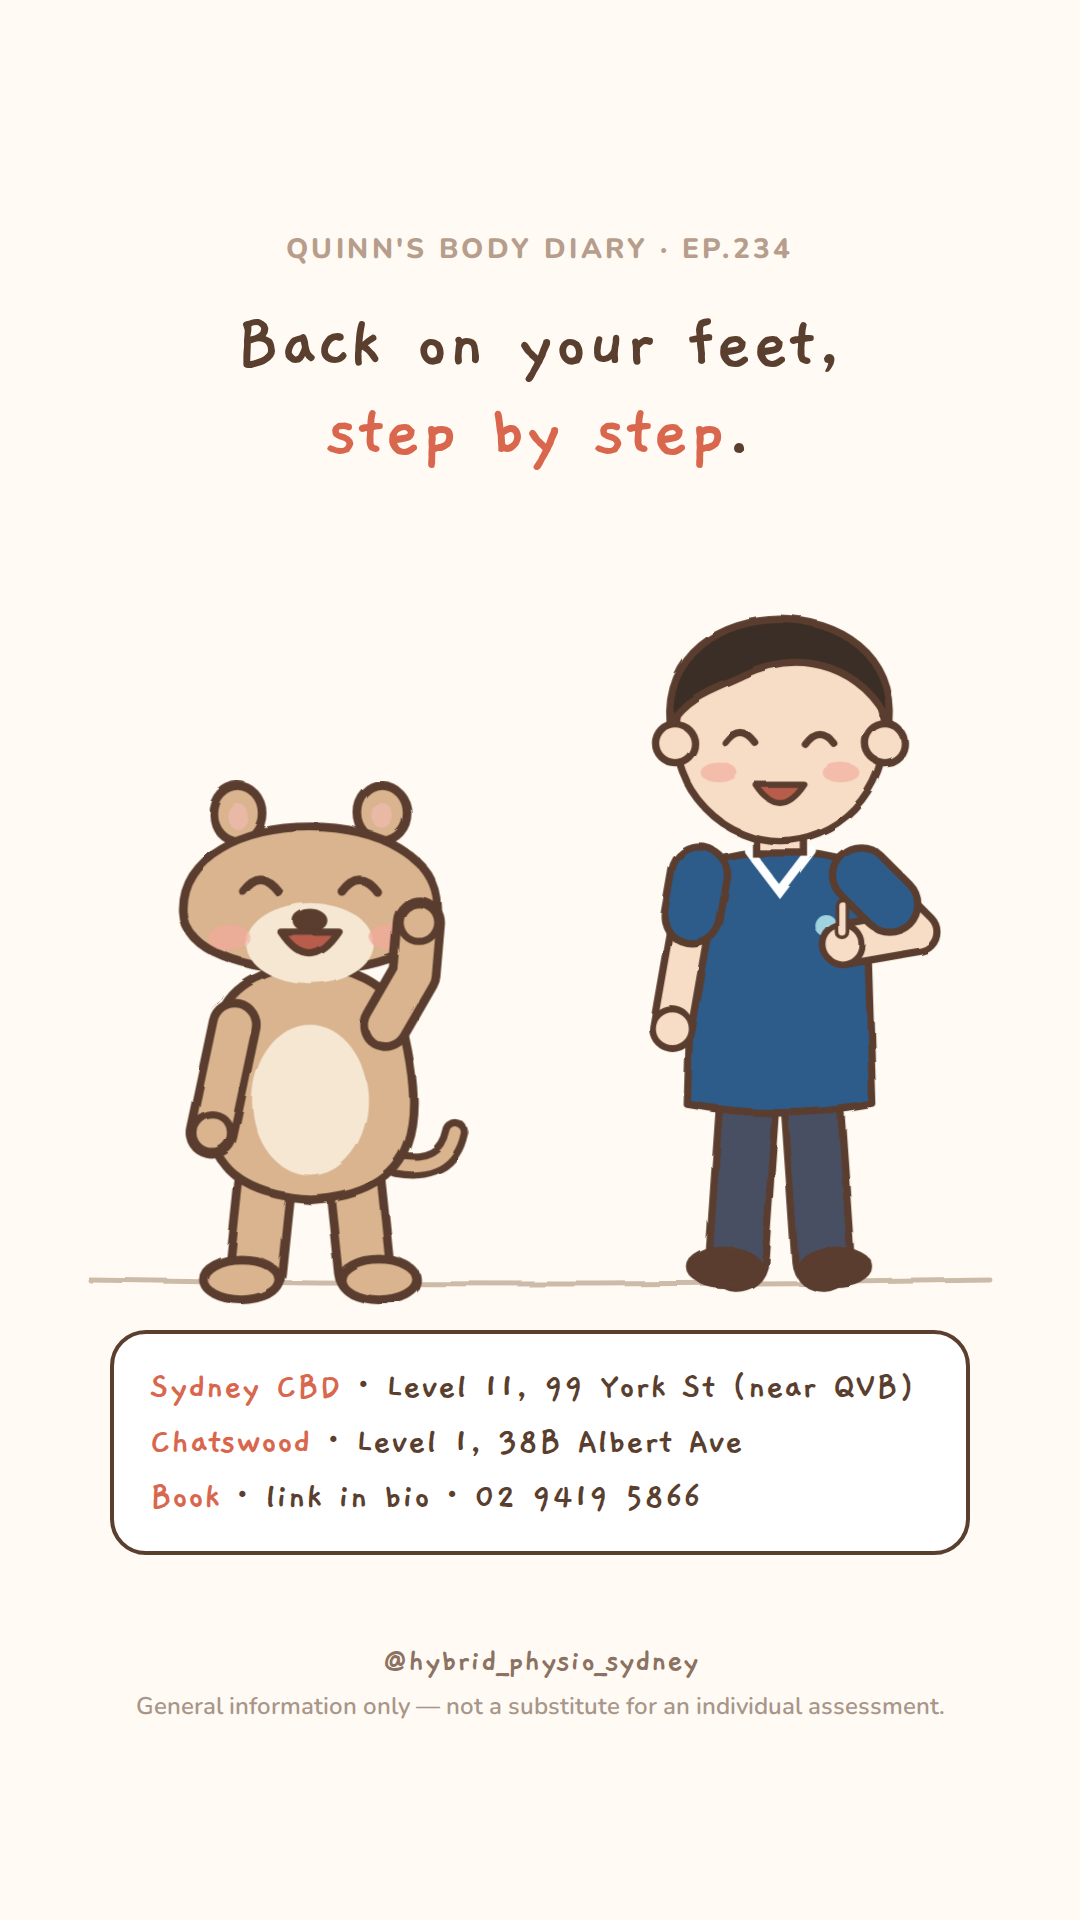 QUINN'S BODY DIARY · EP.234
Back on your feet,
step by step.
Sydney CBD · Level 11, 99 York St (near QVB)
Chatswood · Level 1, 38B Albert Ave
Book · link in bio · 02 9419 5866
@hybrid_physio_sydney
General information only — not a substitute for an individual assessment.